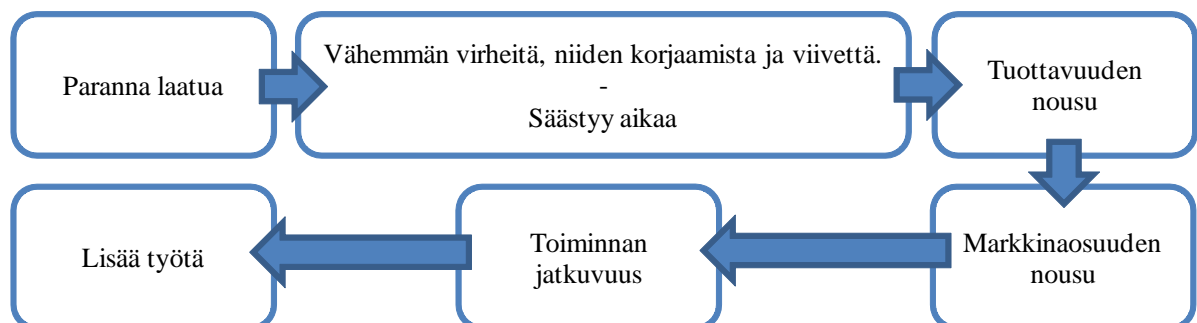 Paranna laatua
Vähemmän virheitä, niiden korjaamista ja viivettä.
-
Säästyy aikaa
Tuottavuuden
nousu
Markkinaosuuden
nousu
Toiminnan
jatkuvuus
Lisää työtä